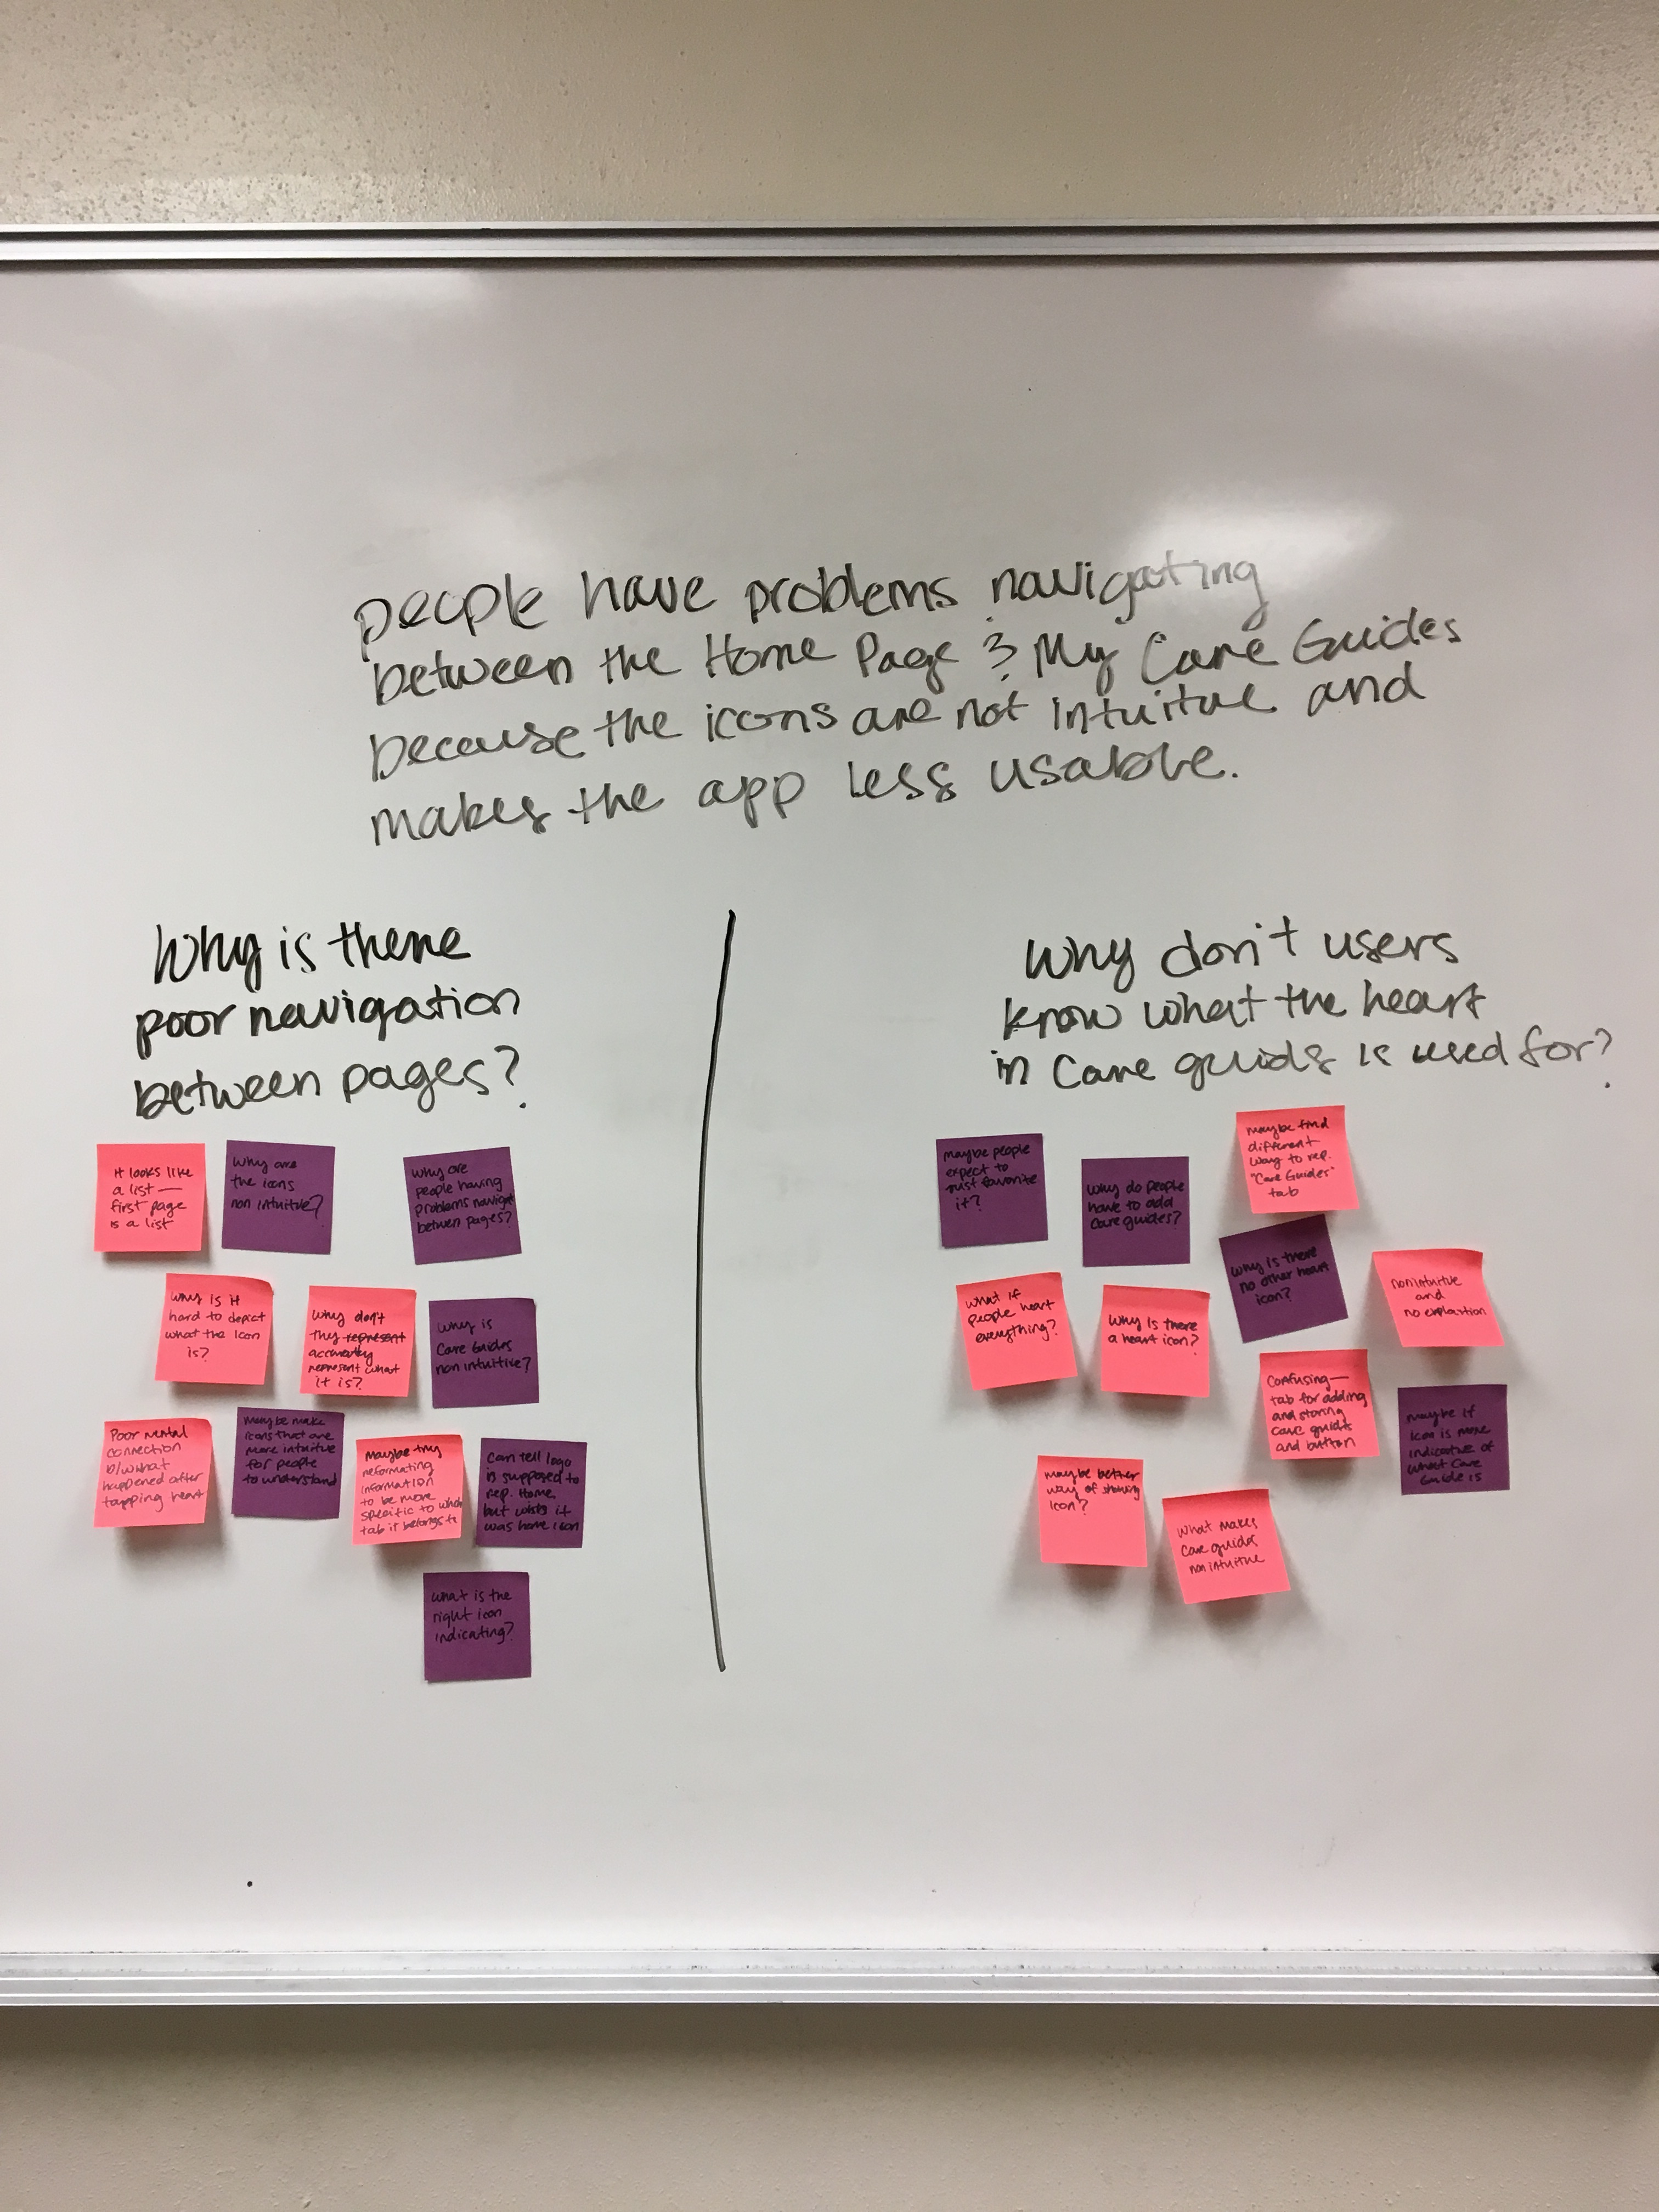 people have problems navigating
between the Home Page & My Care Guides
because the icons are not intuitive and
makes the app less usable.
Why is there
poor navigation
between pages?
It looks like
a list—
first page
is a list
Why are
the icons
non intuitive?
Why are
people having
problems navigat
between pages?
Why is it
hard to depict
what the icon
is?
Why don't
they represent
accurately
represent what
it is?
Why is
Care Guides
non intuitive?
Poor mental
connection
b/w what
happened after
tapping heart
Maybe make
icons that are
more intuitive
for people
to understand
Maybe try
reformating
information
to be more
specific to which
tab it belongs to
Can tell logo
is supposed to
rep. Home,
but wish it
was home icon
What is the
right icon
indicating?
Why don't users
know what the heart
in Care guids is used for?
maybe people
expect to
just favorite
it?
Why do people
have to add
care guides?
maybe find
different
way to rep.
"Care Guides"
tab
What if
people heart
everything?
Why is there
a heart icon?
Why is there
no other heart
icon?
nonintuitive
and
no explantion
Confusing—
tab for adding
and storing
care guides
and button
maybe if
icon is more
indicative of
what Care
Guide is
maybe better
way of showing
icon?
What makes
Care guides
non intuitive